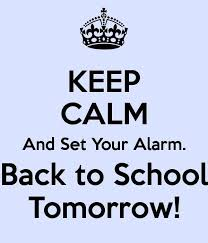 KEEP
CALM
And Set Your Alarm.
Back to School
Tomorrow!